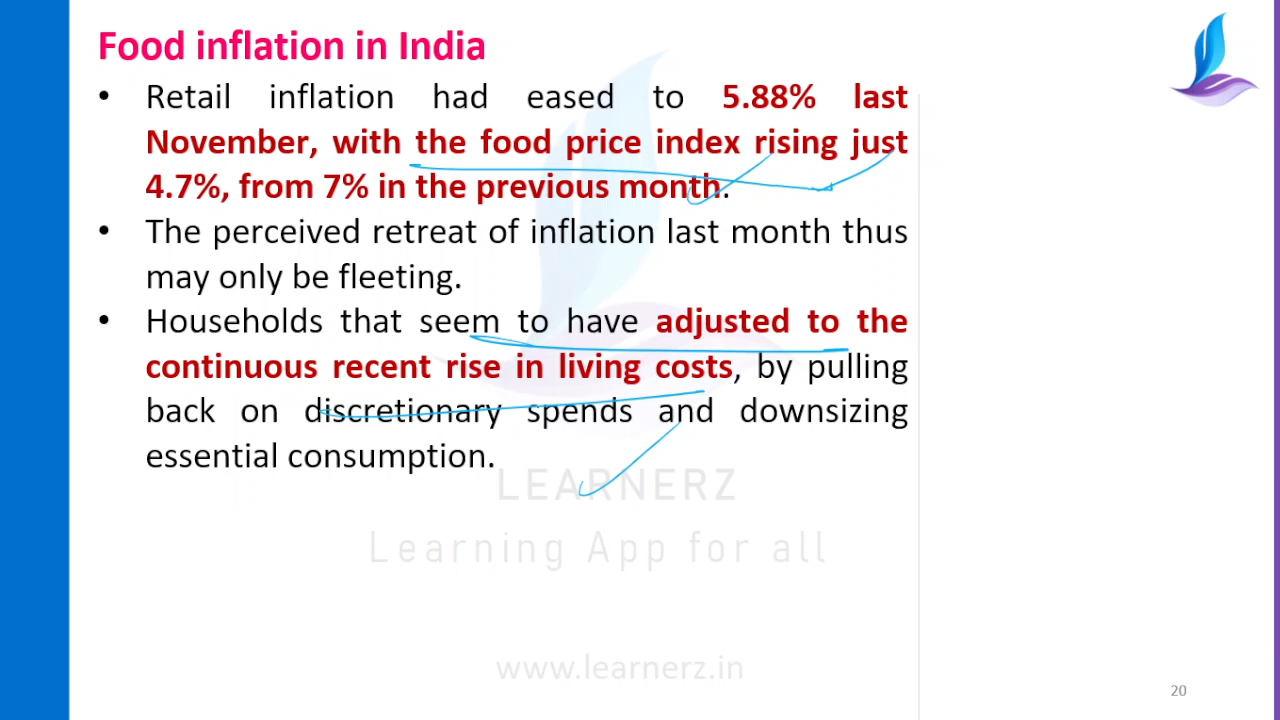 Food inflation in India
• Retail inflation had eased to 5.88% last
November, with the food price index rising just
4.7%, from 7% in the previous month.
• The perceived retreat of inflation last month thus
may only be fleeting.
• Households that seem to have adjusted to the
continuous recent rise in living costs, by pulling
back on discretionary spends and downsizing
essential consumption.
LEARNERZ
Learning App for all
www.learnerz.in
20